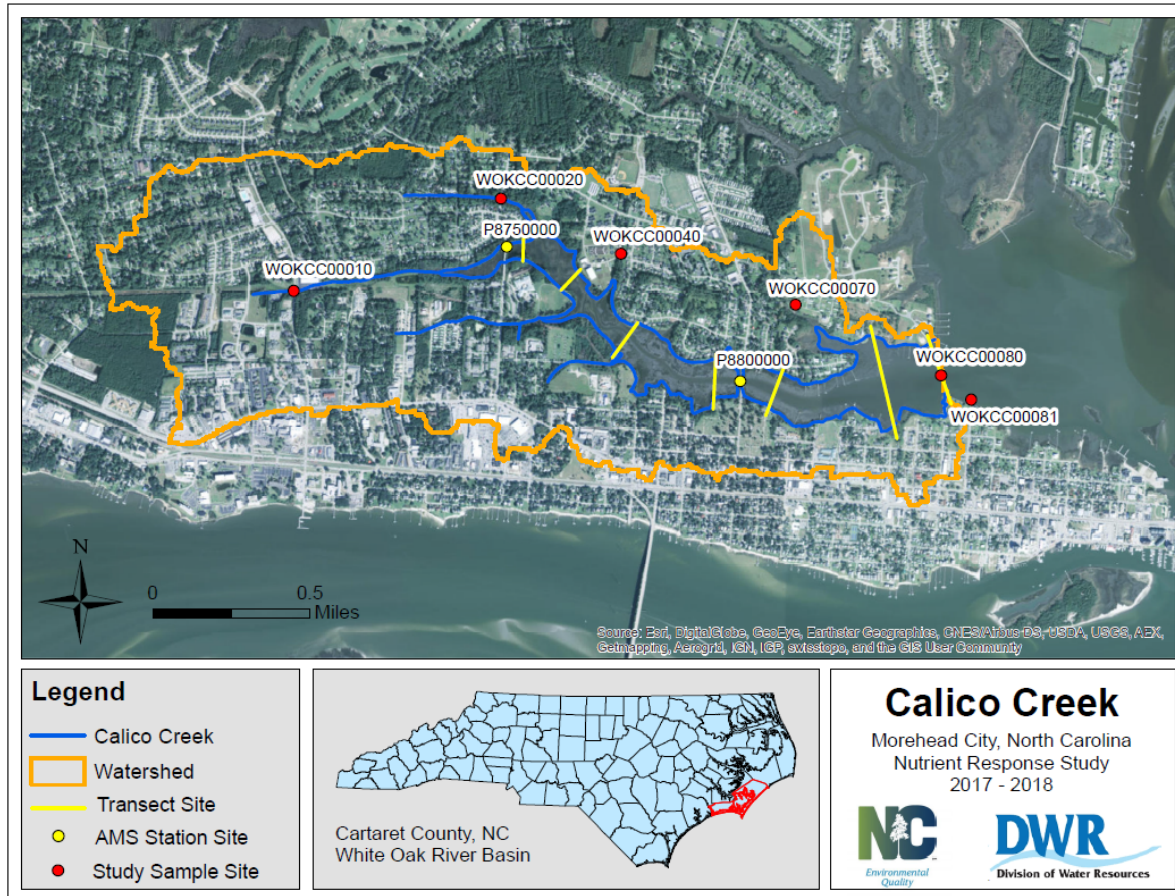 WOKCC00020
P8750000
WOKCC00040
WOKCC00010
WOKCC00070
P8800000
WOKCC00080
WOKCC00081
N
0 0.5
Miles
Source: Esri, DigitalGlobe, GeoEye, Earthstar Geographics, CNES/Airbus DS, USDA, USGS, AEX,
Getmapping, Aerogrid, IGN, IGP, swisstopo, and the GIS User Community
Legend
Calico Creek
Watershed
Transect Site
AMS Station Site
Study Sample Site
Cartaret County, NC
White Oak River Basin
Calico Creek
Morehead City, North Carolina
Nutrient Response Study
2017 - 2018
NC
Environmental
Quality
DWR
Division of Water Resources